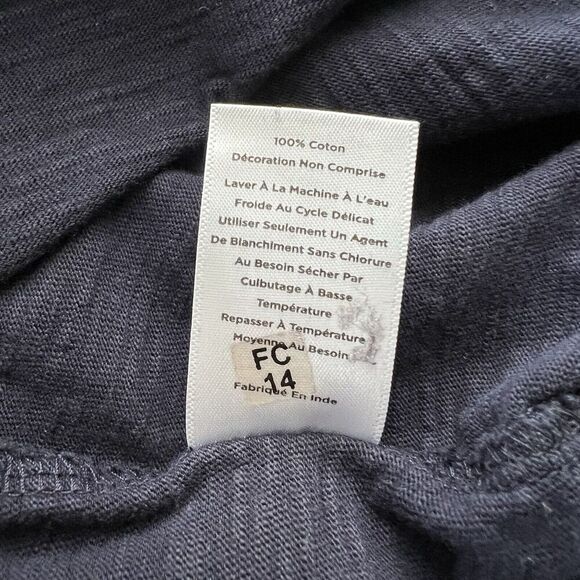 100% Coton
Décoration Non Comprise
Laver À La Machine À L'eau
Froide Au Cycle Délicat
Utiliser Seulement Un Agent
De Blanchiment Sans Chlorure
Au Besoin Sécher Par
Culbutage À Basse
Température
Repasser À Température
Moyenne Au Besoin
FC
14
Fabriqué En Inde